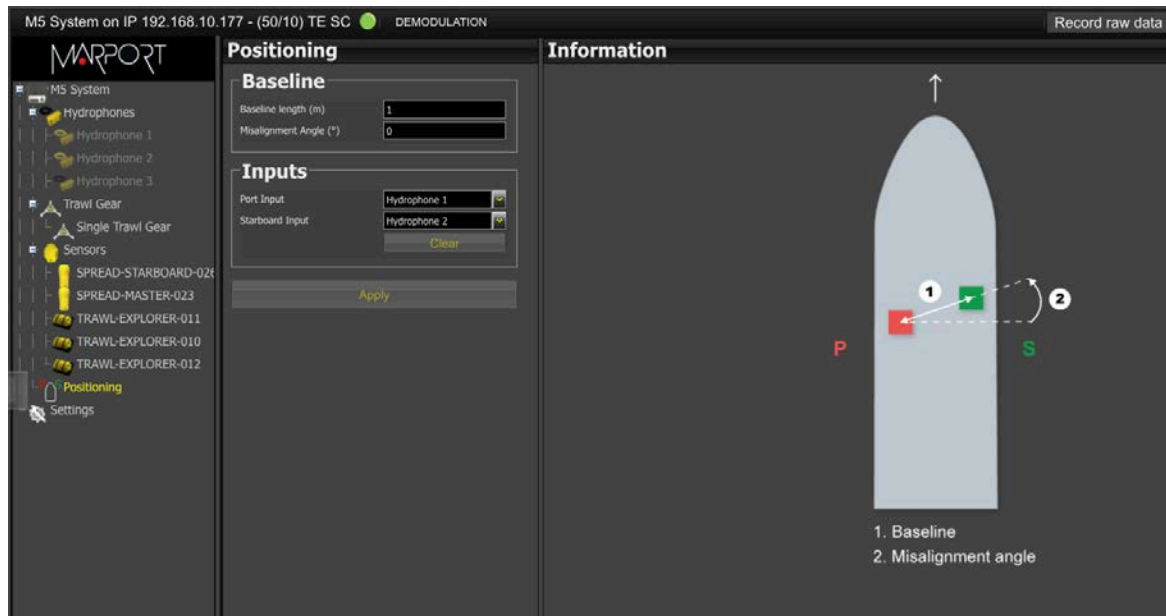 M5 System on IP 192.168.10.177 - (50/10) TE SC DEMODULATION Record raw data
MARPORT
M5 System
Hydrophones
Hydrophone 1
Hydrophone 2
Hydrophone 3
Trawl Gear
Single Trawl Gear
Sensors
SPREAD-STARBOARD-026
SPREAD-MASTER-023
TRAWL-EXPLORER-011
TRAWL-EXPLORER-010
TRAWL-EXPLORER-012
Positioning
Settings
Positioning
Baseline
Baseline length (m) 1
Misalignment Angle (°) 0
Inputs
Port Input Hydrophone 1
Starboard Input Hydrophone 2
Clear
Apply
Information
1
2
P S
1. Baseline
2. Misalignment angle